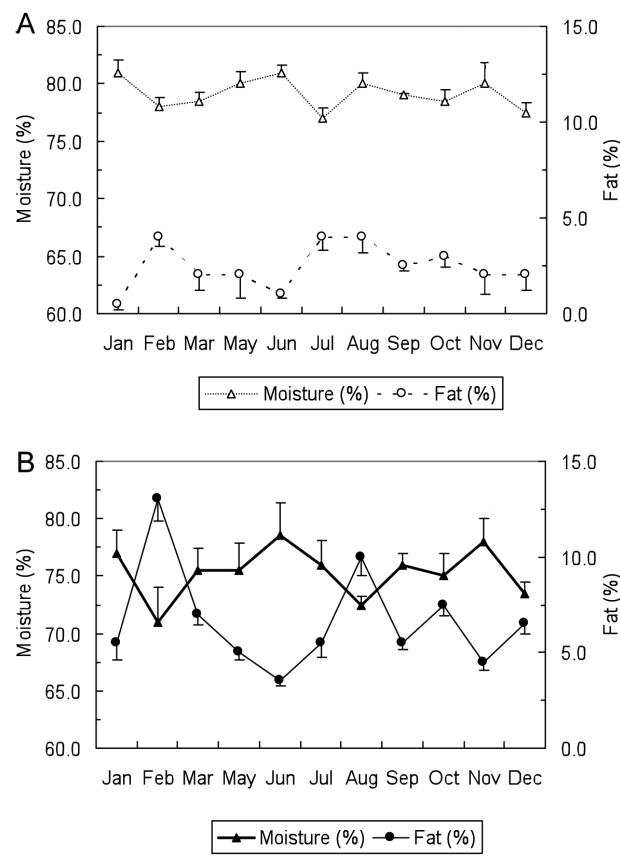 A
85.0
80.0
75.0
70.0
65.0
60.0
Moisture (%)
15.0
10.0
5.0
0.0
Fat (%)
Jan Feb Mar May Jun Jul Aug Sep Oct Nov Dec
Moisture (%) Fat (%)
B
85.0
80.0
75.0
70.0
65.0
60.0
Moisture (%)
15.0
10.0
5.0
0.0
Fat (%)
Jan Feb Mar May Jun Jul Aug Sep Oct Nov Dec
Moisture (%) Fat (%)